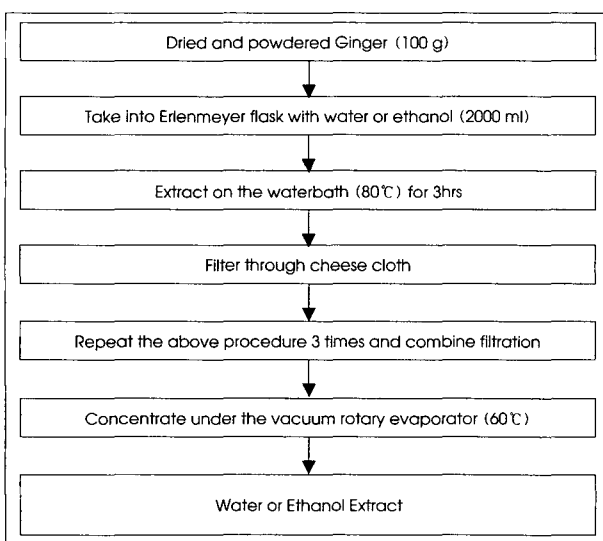 Dried and powdered Ginger (100 g)
Take into Erlenmeyer flask with water or ethanol (2000 ml)
Extract on the waterbath (80℃) for 3hrs
Filter through cheese cloth
Repeat the above procedure 3 times and combine filtration
Concentrate under the vacuum rotary evaporator (60℃)
Water or Ethanol Extract